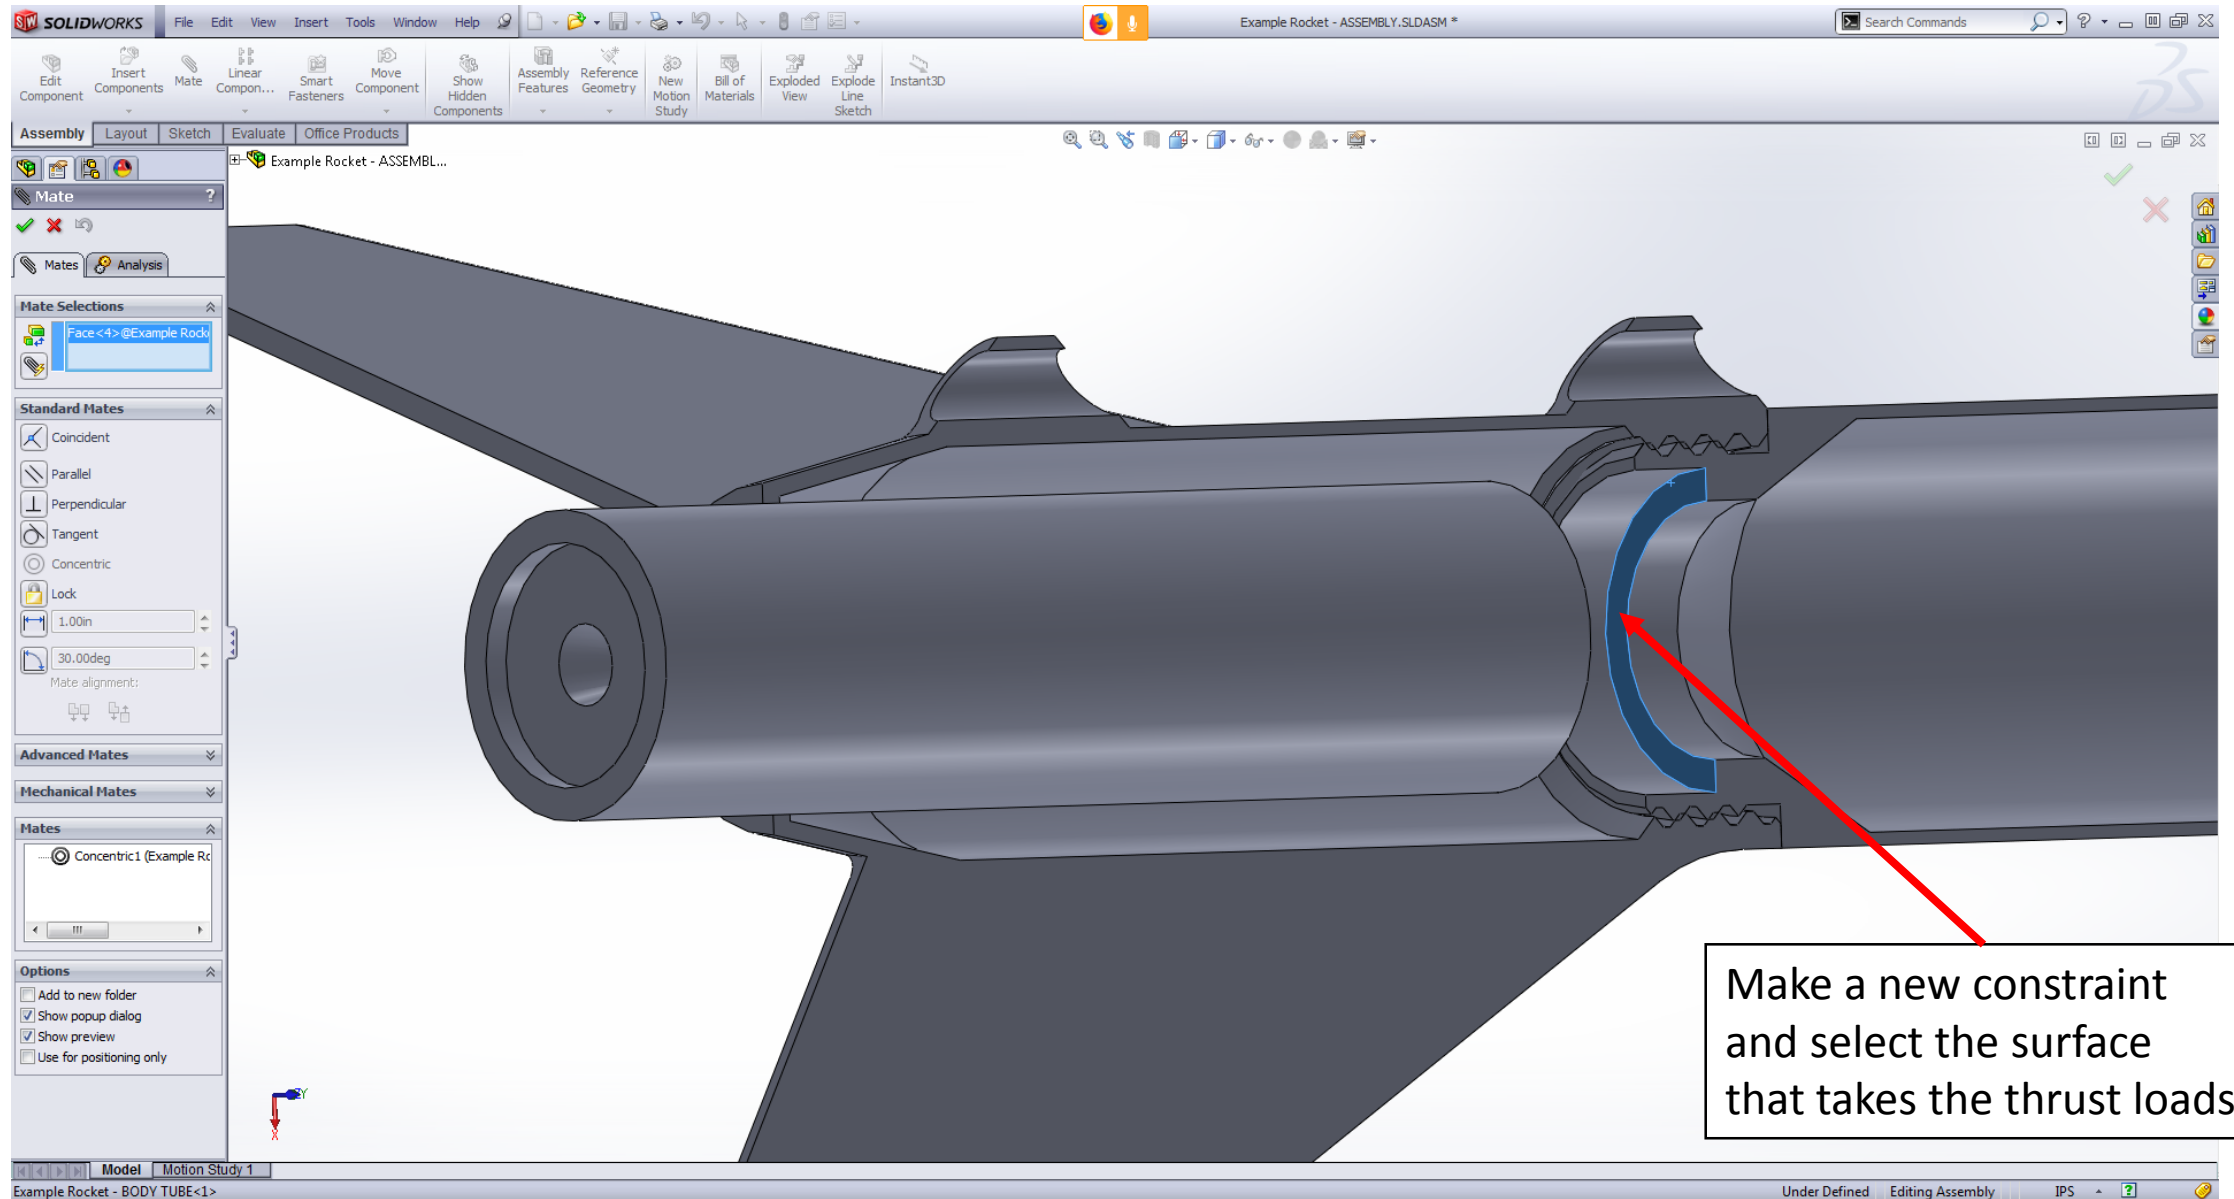 SOLIDWORKS File Edit View Insert Tools Window Help
Example Rocket - ASSEMBLY.SLDASM *
Search Commands
Edit Component
Insert Components
Mate
Linear Compon...
Smart Fasteners
Move Component
Show Hidden Components
Assembly Features
Reference Geometry
New Motion Study
Bill of Materials
Exploded View
Explode Line Sketch
Instant3D
Assembly Layout Sketch Evaluate Office Products
Example Rocket - ASSEMBL...
Mate ?
Mates Analysis
Mate Selections
Face<4>@Example Rock
Standard Mates
Coincident
Parallel
Perpendicular
Tangent
Concentric
Lock
1.00in
30.00deg
Mate alignment:
Advanced Mates
Mechanical Mates
Mates
Concentric1 (Example Ro
Options
Add to new folder
Show popup dialog
Show preview
Use for positioning only
Y
X
Make a new constraint
and select the surface
that takes the thrust loads
Model Motion Study 1
Example Rocket - BODY TUBE<1>
Under Defined Editing Assembly IPS